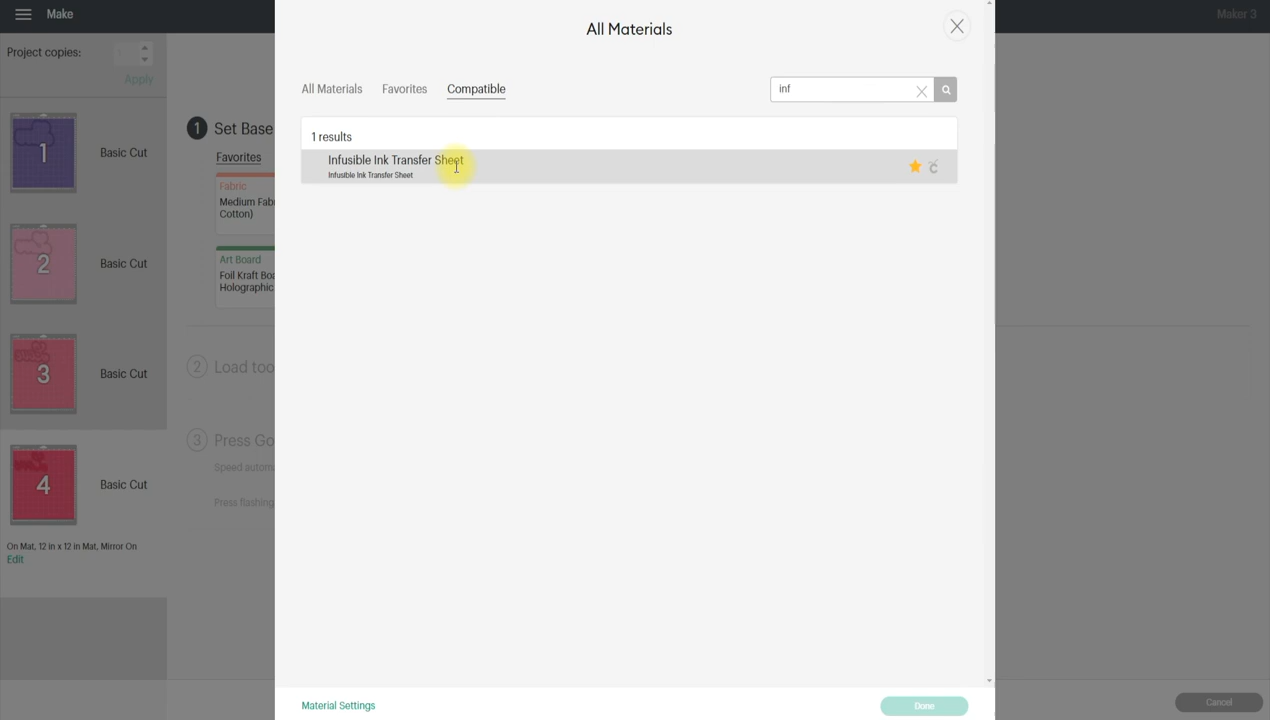 Make
Maker 3
All Materials
Project copies:
Apply
All Materials
Favorites
Compatible
inf
1 results
Infusible Ink Transfer Sheet
Infusible Ink Transfer Sheet
1
Basic Cut
2
Basic Cut
3
Basic Cut
4
Basic Cut
On Mat, 12 in x 12 in Mat, Mirror On
Edit
1 Set Base
Favorites
Fabric
Medium Fab
Cotton)
Art Board
Foil Kraft Boa
Holographic
2 Load too
3 Press Go
Speed automa
Press flashing
Material Settings
Done
Cancel